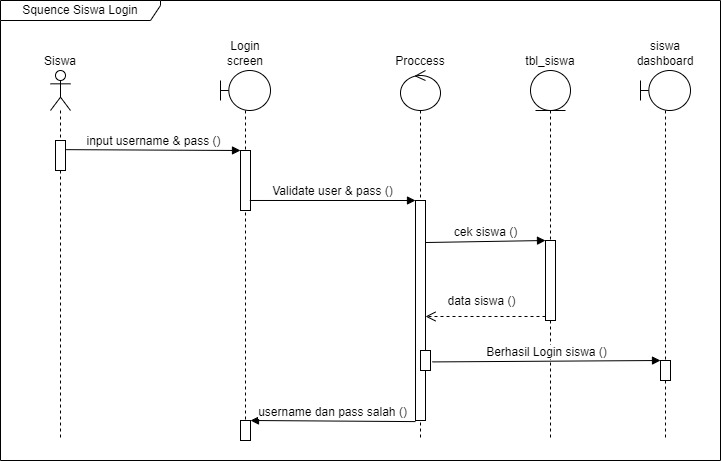 Squence Siswa Login
Siswa
Login
screen
Proccess
tbl_siswa
siswa
dashboard
input username & pass ()
Validate user & pass ()
cek siswa ()
data siswa ()
Berhasil Login siswa ()
username dan pass salah ()